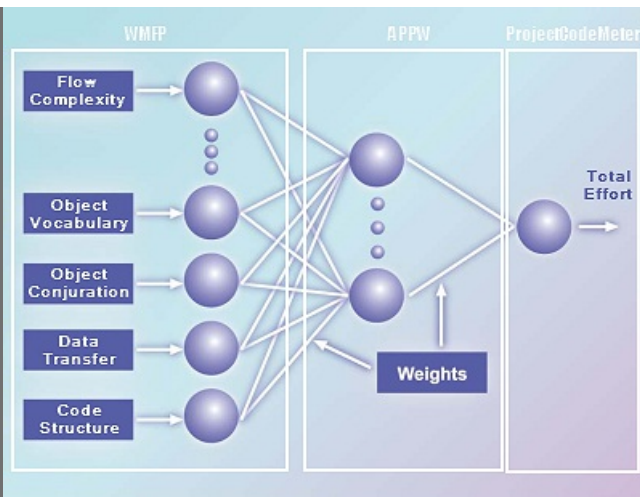 WMFP
APPW
ProjectCodeMeter
Flow
Complexity
Object
Vocabulary
Object
Conjuration
Data
Transfer
Code
Structure
Total
Effort
Weights